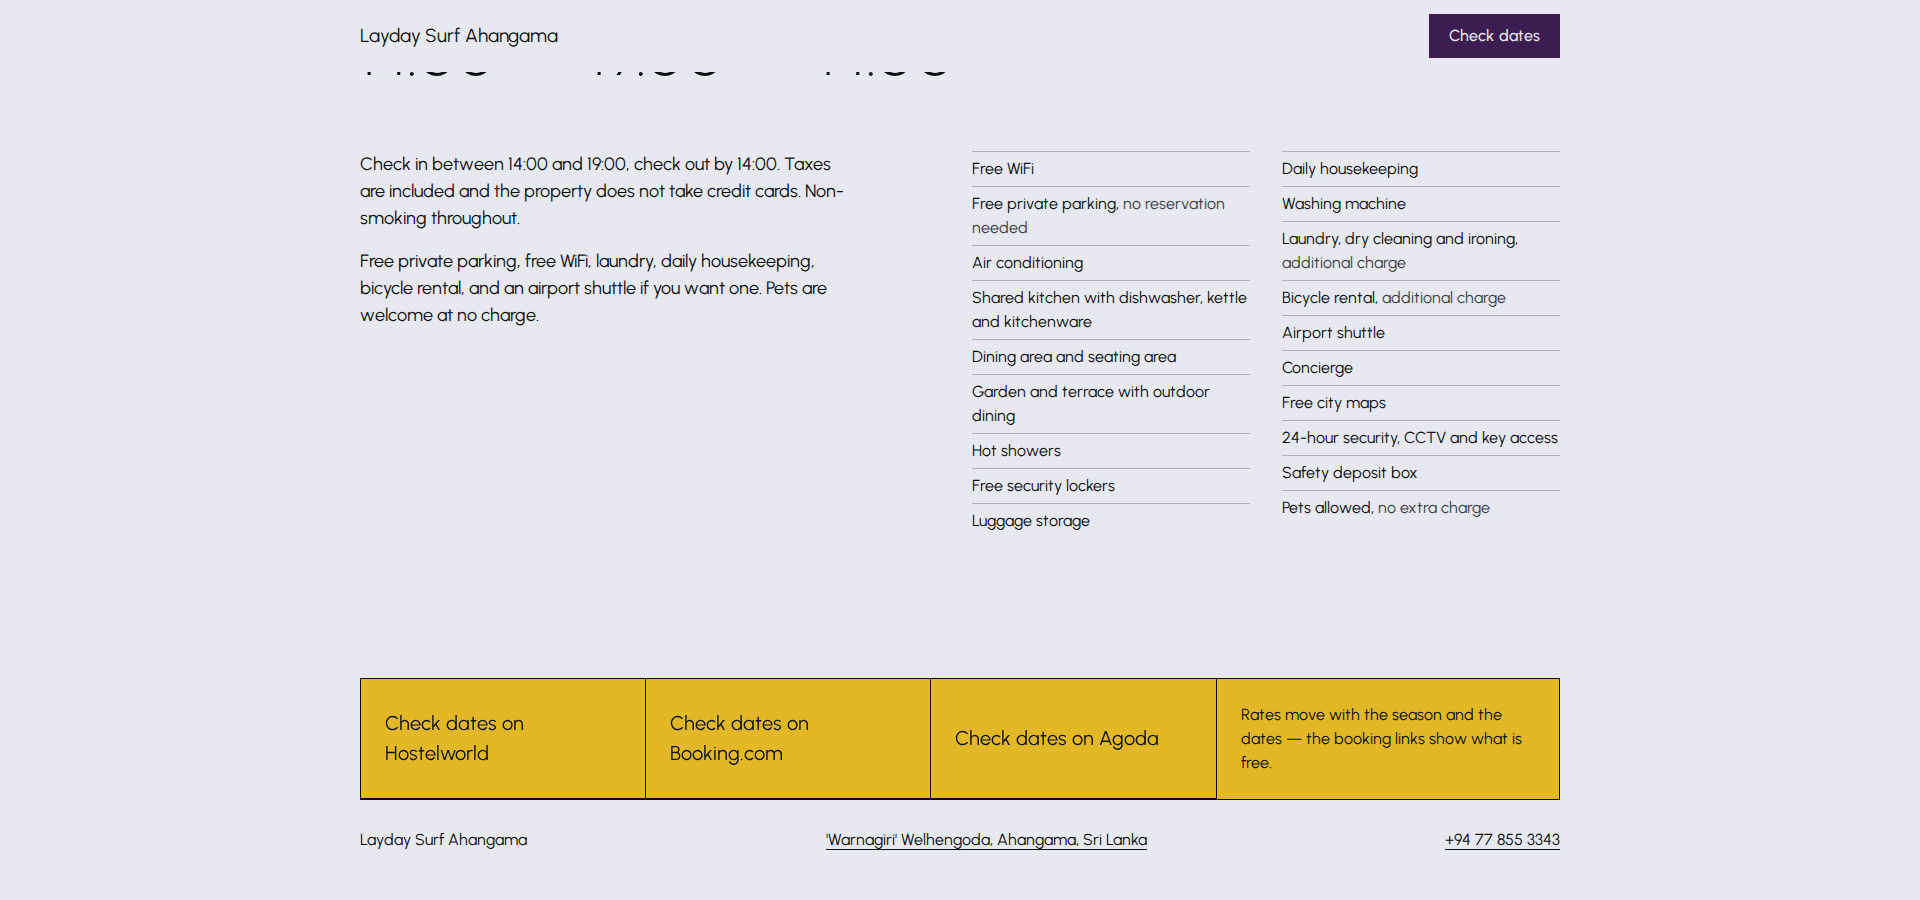 Layday Surf Ahangama
Check dates
Check in between 14:00 and 19:00, check out by 14:00. Taxes
are included and the property does not take credit cards. Non-
smoking throughout.
Free private parking, free WiFi, laundry, daily housekeeping,
bicycle rental, and an airport shuttle if you want one. Pets are
welcome at no charge.
Free WiFi
Free private parking, no reservation
needed
Air conditioning
Shared kitchen with dishwasher, kettle
and kitchenware
Dining area and seating area
Garden and terrace with outdoor
dining
Hot showers
Free security lockers
Luggage storage
Daily housekeeping
Washing machine
Laundry, dry cleaning and ironing,
additional charge
Bicycle rental, additional charge
Airport shuttle
Concierge
Free city maps
24-hour security, CCTV and key access
Safety deposit box
Pets allowed, no extra charge
Check dates on
Hostelworld
Check dates on
Booking.com
Check dates on Agoda
Rates move with the season and the
dates — the booking links show what is
free.
Layday Surf Ahangama
'Warnagiri' Welhengoda, Ahangama, Sri Lanka
+94 77 855 3343